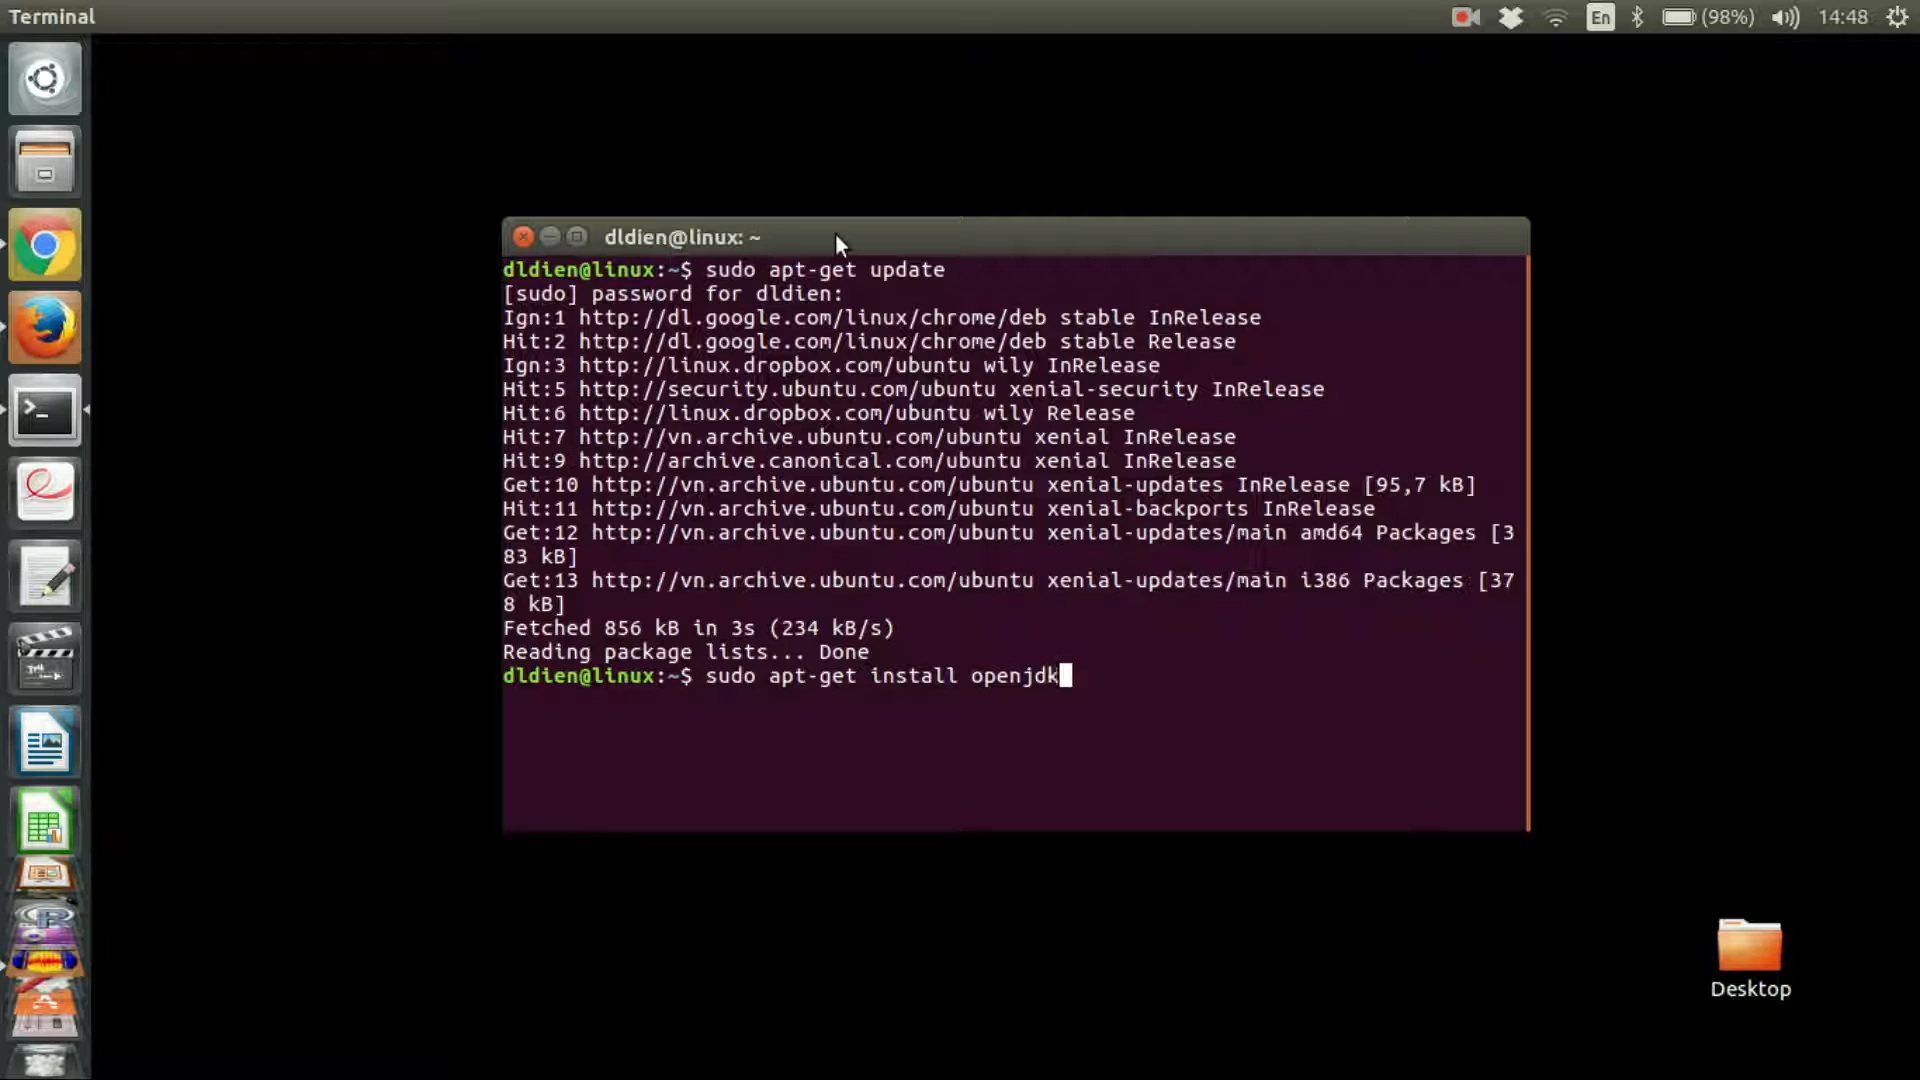 Terminal
En
(98%)
14:48
dldien@linux: ~
dldien@linux:~$ sudo apt-get update
[sudo] password for dldien:
Ign:1 http://dl.google.com/linux/chrome/deb stable InRelease
Hit:2 http://dl.google.com/linux/chrome/deb stable Release
Ign:3 http://linux.dropbox.com/ubuntu wily InRelease
Hit:5 http://security.ubuntu.com/ubuntu xenial-security InRelease
Hit:6 http://linux.dropbox.com/ubuntu wily Release
Hit:7 http://vn.archive.ubuntu.com/ubuntu xenial InRelease
Hit:9 http://archive.canonical.com/ubuntu xenial InRelease
Get:10 http://vn.archive.ubuntu.com/ubuntu xenial-updates InRelease [95,7 kB]
Hit:11 http://vn.archive.ubuntu.com/ubuntu xenial-backports InRelease
Get:12 http://vn.archive.ubuntu.com/ubuntu xenial-updates/main amd64 Packages [3
83 kB]
Get:13 http://vn.archive.ubuntu.com/ubuntu xenial-updates/main i386 Packages [37
8 kB]
Fetched 856 kB in 3s (234 kB/s)
Reading package lists... Done
dldien@linux:~$ sudo apt-get install openjdk
Desktop